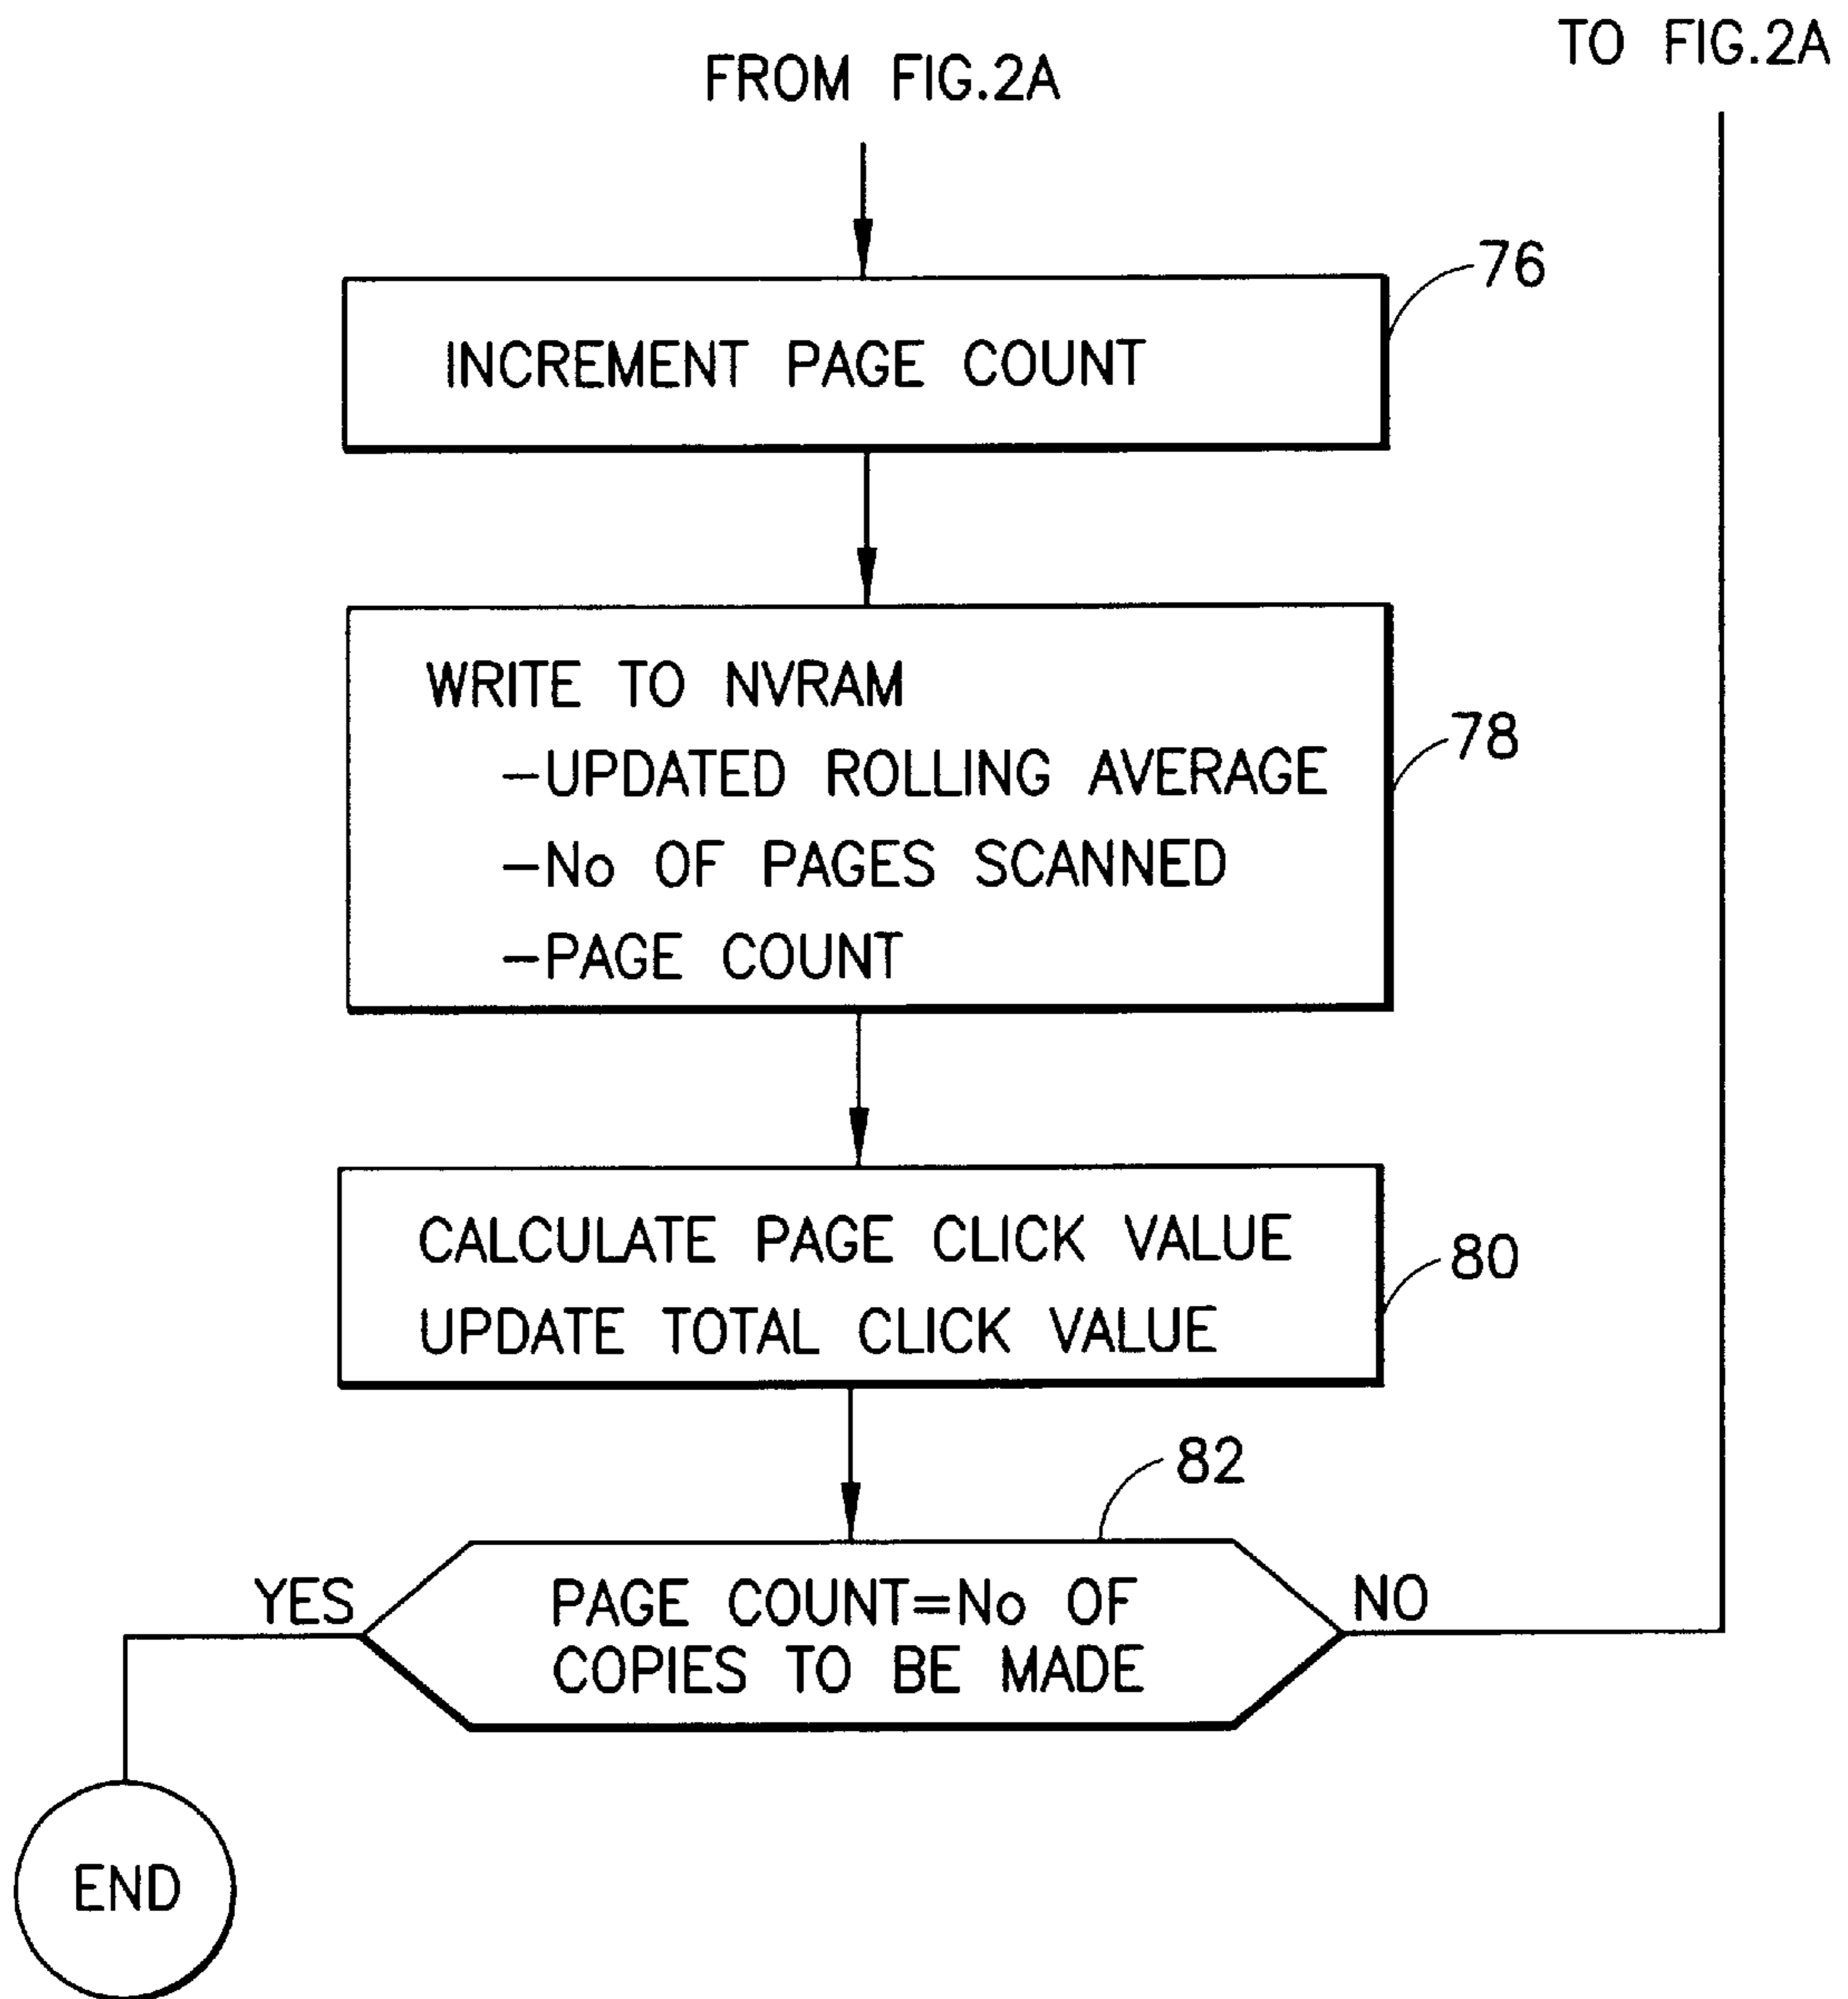 TO FIG.2A
FROM FIG.2A
76
INCREMENT PAGE COUNT
WRITE TO NVRAM
-UPDATED ROLLING AVERAGE
78
-No OF PAGES SCANNED
-PAGE COUNT
CALCULATE PAGE CLICK VALUE
80
UPDATE TOTAL CLICK VALUE
82
YES
PAGE COUNT=No OF
NO
COPIES TO BE MADE
END